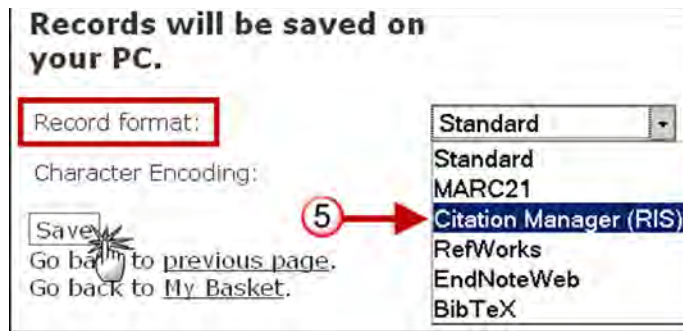 Records will be saved on
your PC.
Record format:
Standard
Standard
Character Encoding:
MARC21
5
Citation Manager (RIS)
Save
RefWorks
Go back to previous page.
EndNoteWeb
Go back to My Basket.
BibTeX